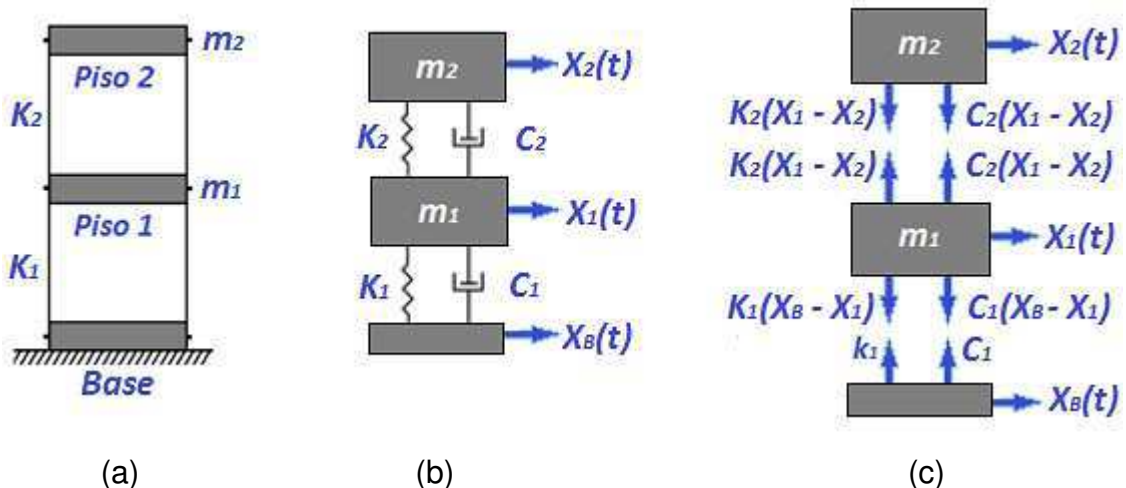 m2
Piso 2
K2
m1
Piso 1
K1
Base
(a)
m2
X2(t)
K2
C2
m1
X1(t)
K1
C1
XB(t)
(b)
m2
X2(t)
K2(X1 - X2)
C2(X1 - X2)
K2(X1 - X2)
C2(X1 - X2)
m1
X1(t)
K1(XB - X1)
C1(XB - X1)
k1
C1
XB(t)
(c)